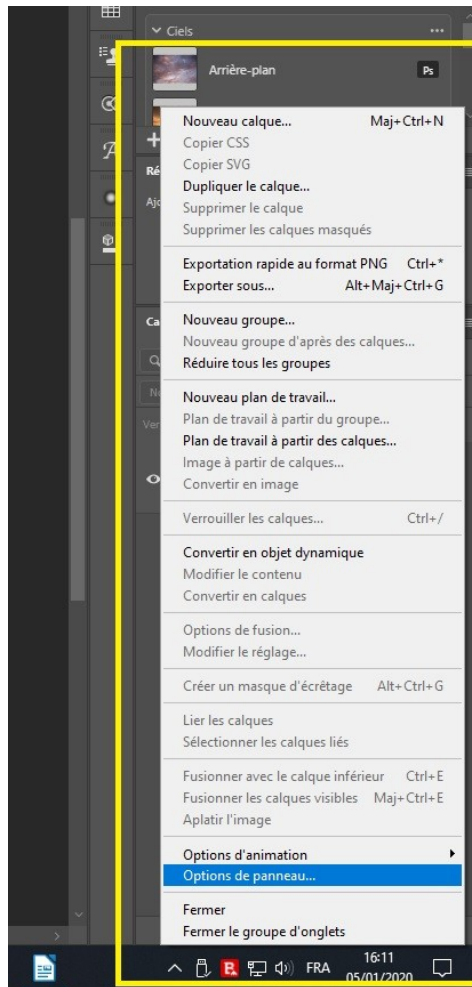 Ciels
Arrière-plan
Ps
Ré
Ajo
Ca
No
Ver
Nouveau calque... Maj+Ctrl+N
Copier CSS
Copier SVG
Dupliquer le calque...
Supprimer le calque
Supprimer les calques masqués
Exportation rapide au format PNG Ctrl+*
Exporter sous... Alt+Maj+Ctrl+G
Nouveau groupe...
Nouveau groupe d'après des calques...
Réduire tous les groupes
Nouveau plan de travail...
Plan de travail à partir du groupe...
Plan de travail à partir des calques...
Image à partir de calques...
Convertir en image
Verrouiller les calques... Ctrl+/
Convertir en objet dynamique
Modifier le contenu
Convertir en calques
Options de fusion...
Modifier le réglage...
Créer un masque d'écrêtage Alt+Ctrl+G
Lier les calques
Sélectionner les calques liés
Fusionner avec le calque inférieur Ctrl+E
Fusionner les calques visibles Maj+Ctrl+E
Aplatir l'image
Options d'animation
Options de panneau...
Fermer
Fermer le groupe d'onglets
FRA
16:11
05/01/2020